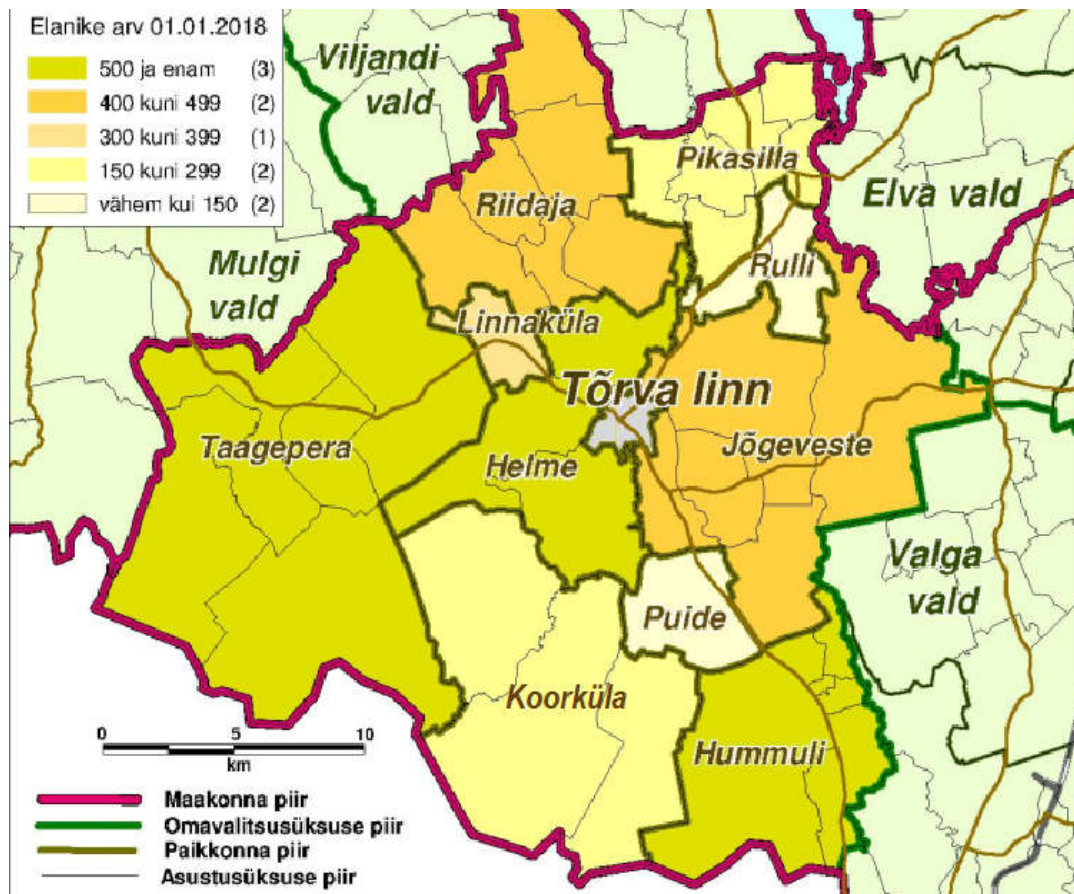 Elanike arv 01.01.2018
500 ja enam (3)
400 kuni 499 (2)
300 kuni 399 (1)
150 kuni 299 (2)
vähem kui 150 (2)
Viljandi
vald
Pikasilla
Elva vald
Riidaja
Mulgi
vald
Rulli
Linnaküla
Tõrva linn
Taagepera
Helme
Jõgeveste
Valga
vald
Puide
Koorküla
Hummuli
0 5 10
km
Maakonna piir
Omavalitsusüksuse piir
Paikkonna piir
Asustusüksuse piir